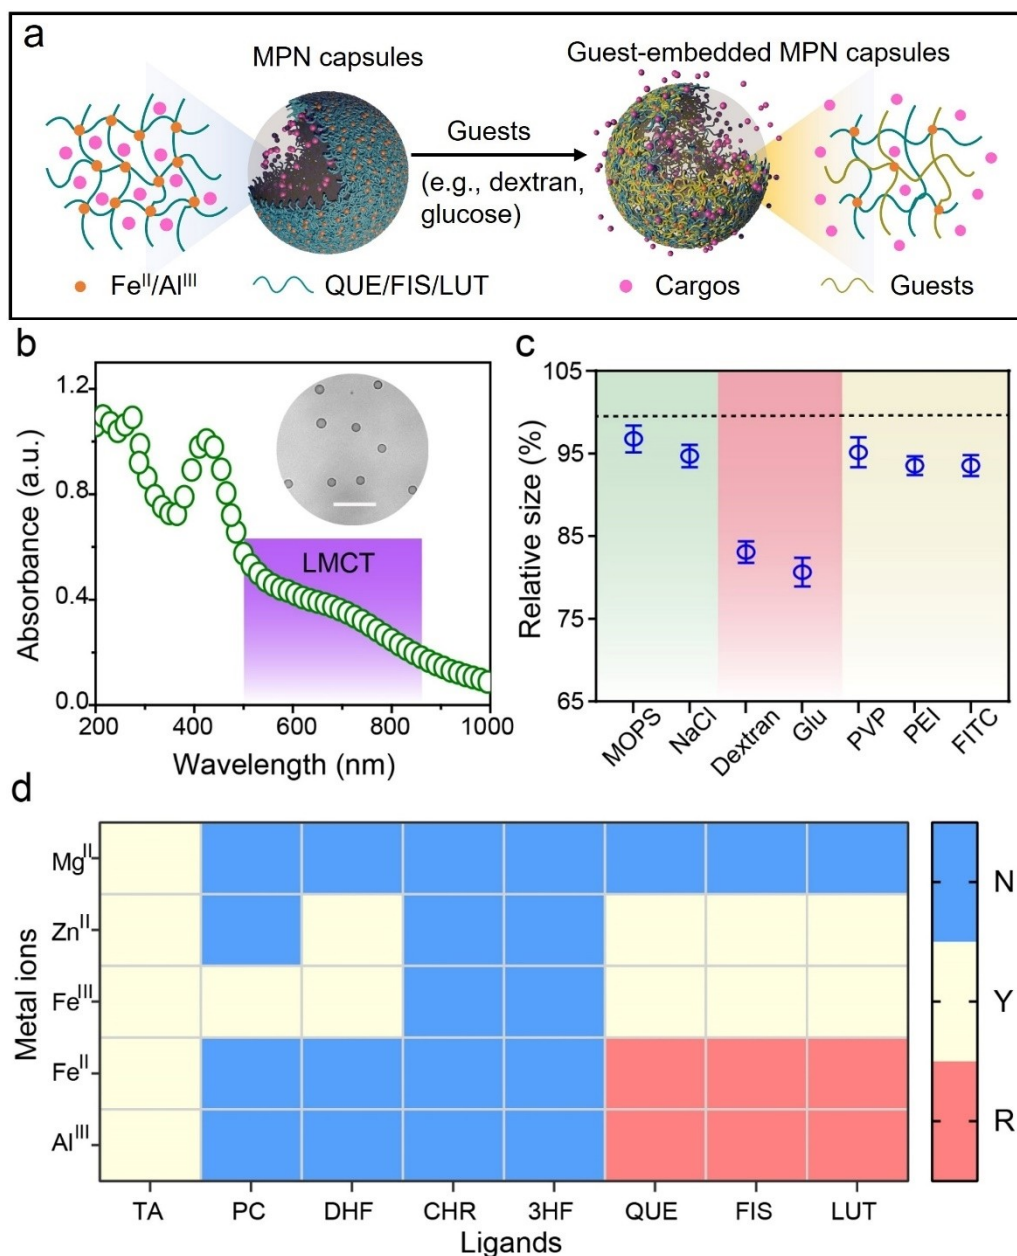 a
MPN capsules
Guest-embedded MPN capsules
Guests
(e.g., dextran,
glucose)
Feᴵᴵ/Alᴵᴵᴵ
QUE/FIS/LUT
Cargos
Guests
b
Absorbance (a.u.)
1.2
0.8
0.4
0.0
LMCT
200 400 600 800 1000
Wavelength (nm)
c
Relative size (%)
105
95
85
75
65
MOPS NaCl Dextran Glu PVP PEI FITC
d
Metal ions
Mgᴵᴵ
Znᴵᴵ
Feᴵᴵᴵ
Feᴵᴵ
Alᴵᴵᴵ
TA PC DHF CHR 3HF QUE FIS LUT
Ligands
N
Y
R